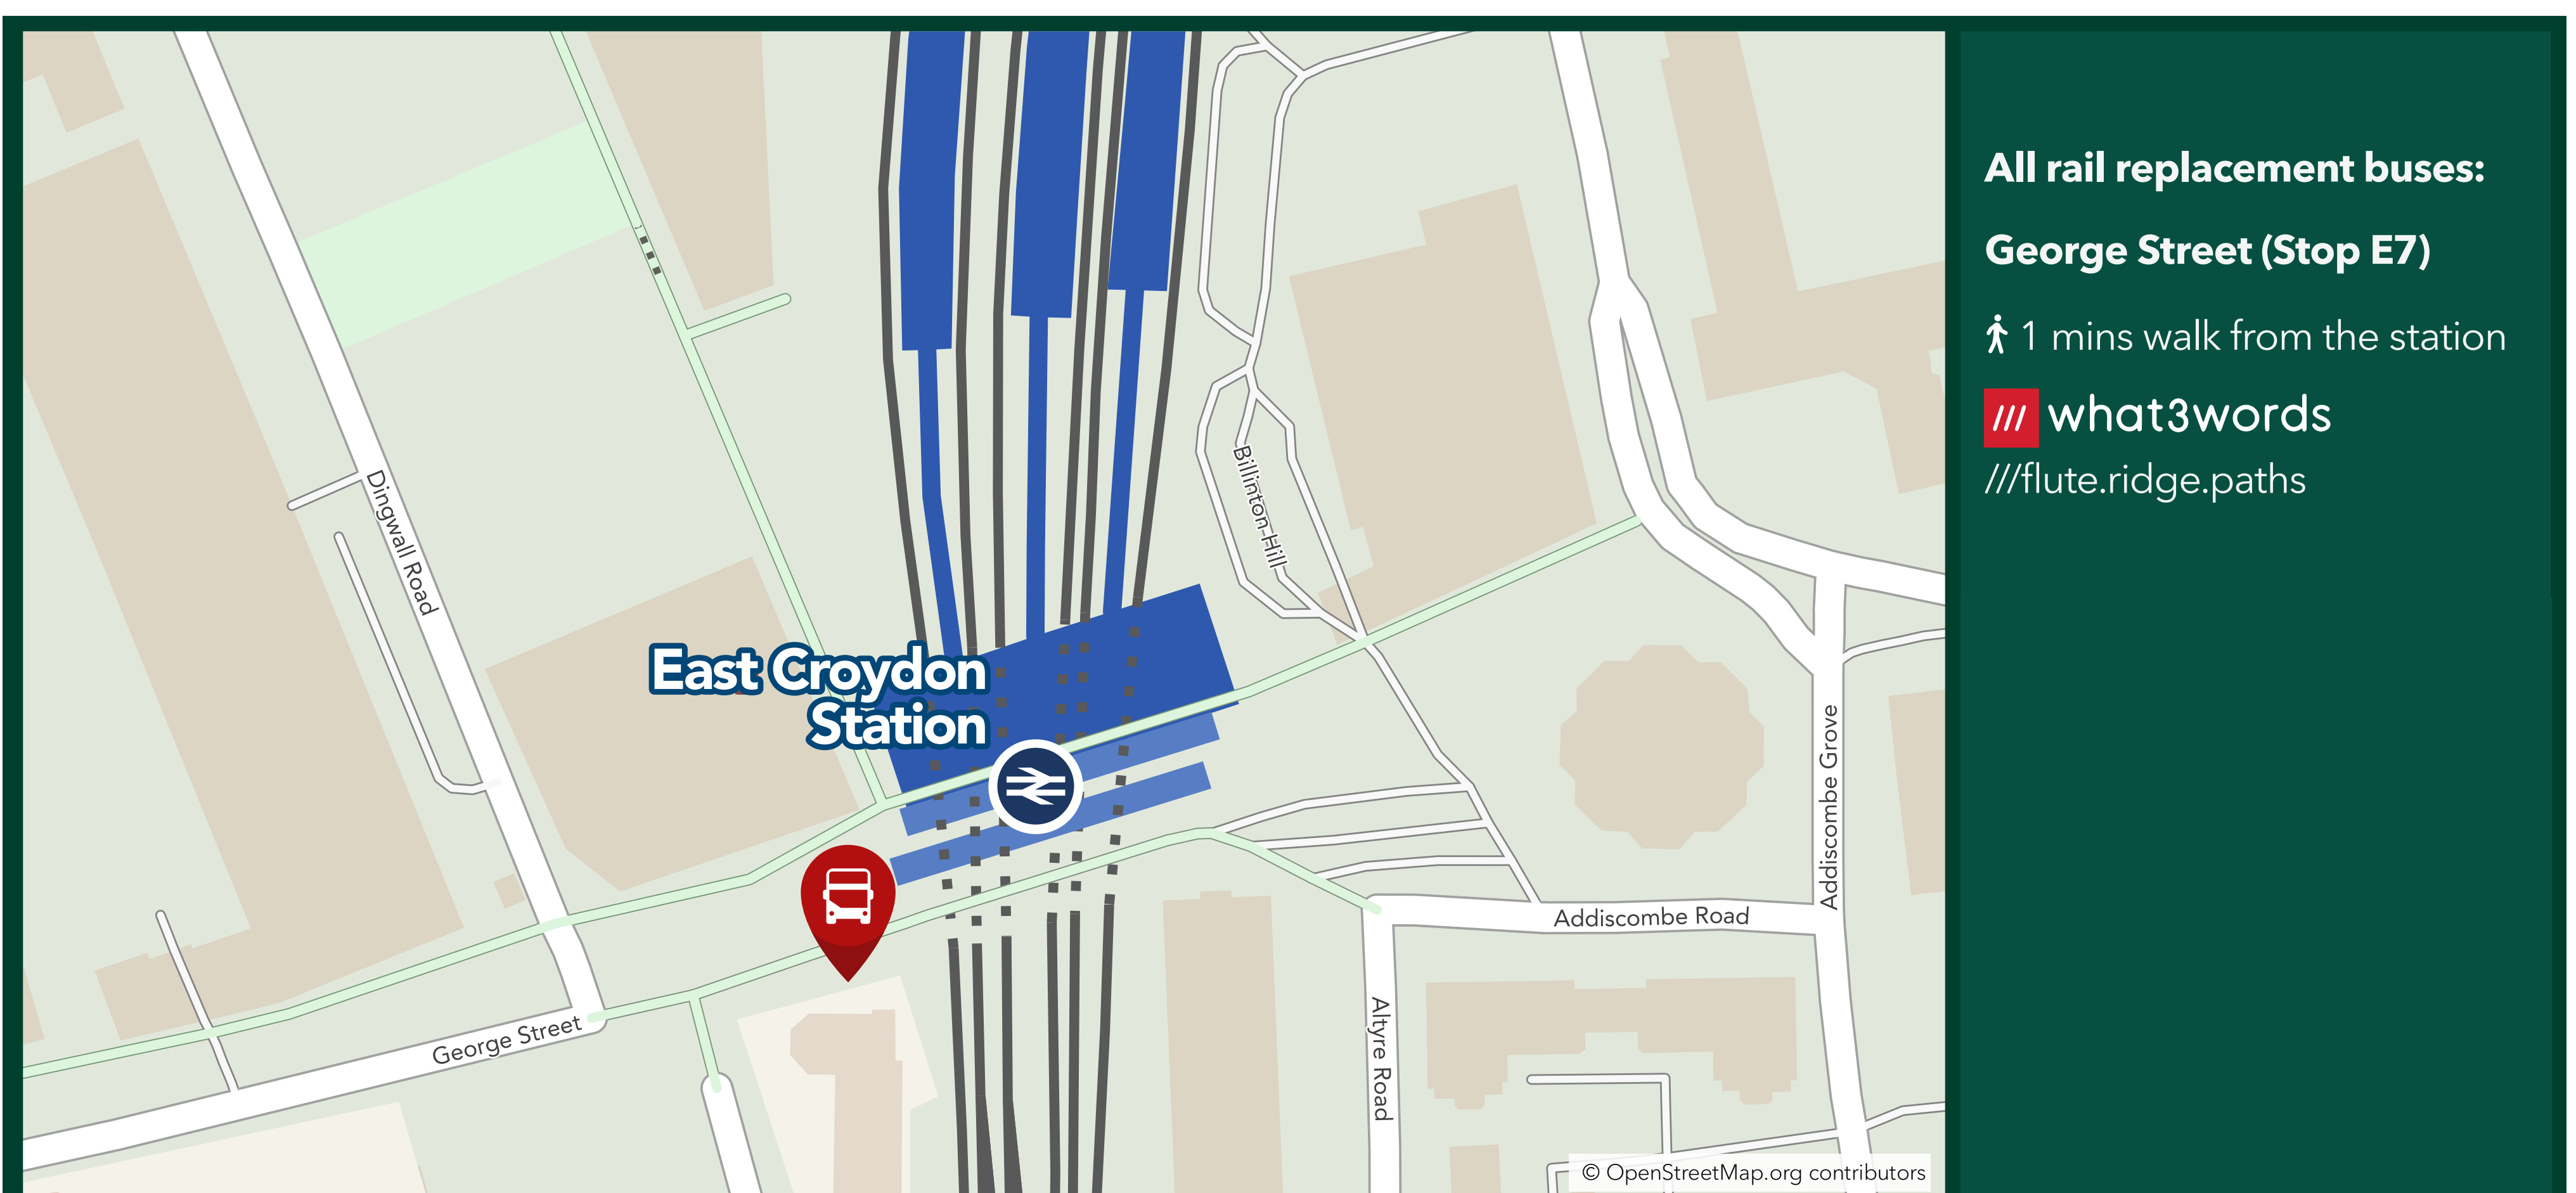 All rail replacement buses:
George Street (Stop E7)
1 mins walk from the station
what3words
///flute.ridge.paths
Dingwall Road
Billinton Hill
East Croydon
Station
Addiscombe Grove
Addiscombe Road
George Street
Altyre Road
© OpenStreetMap.org contributors